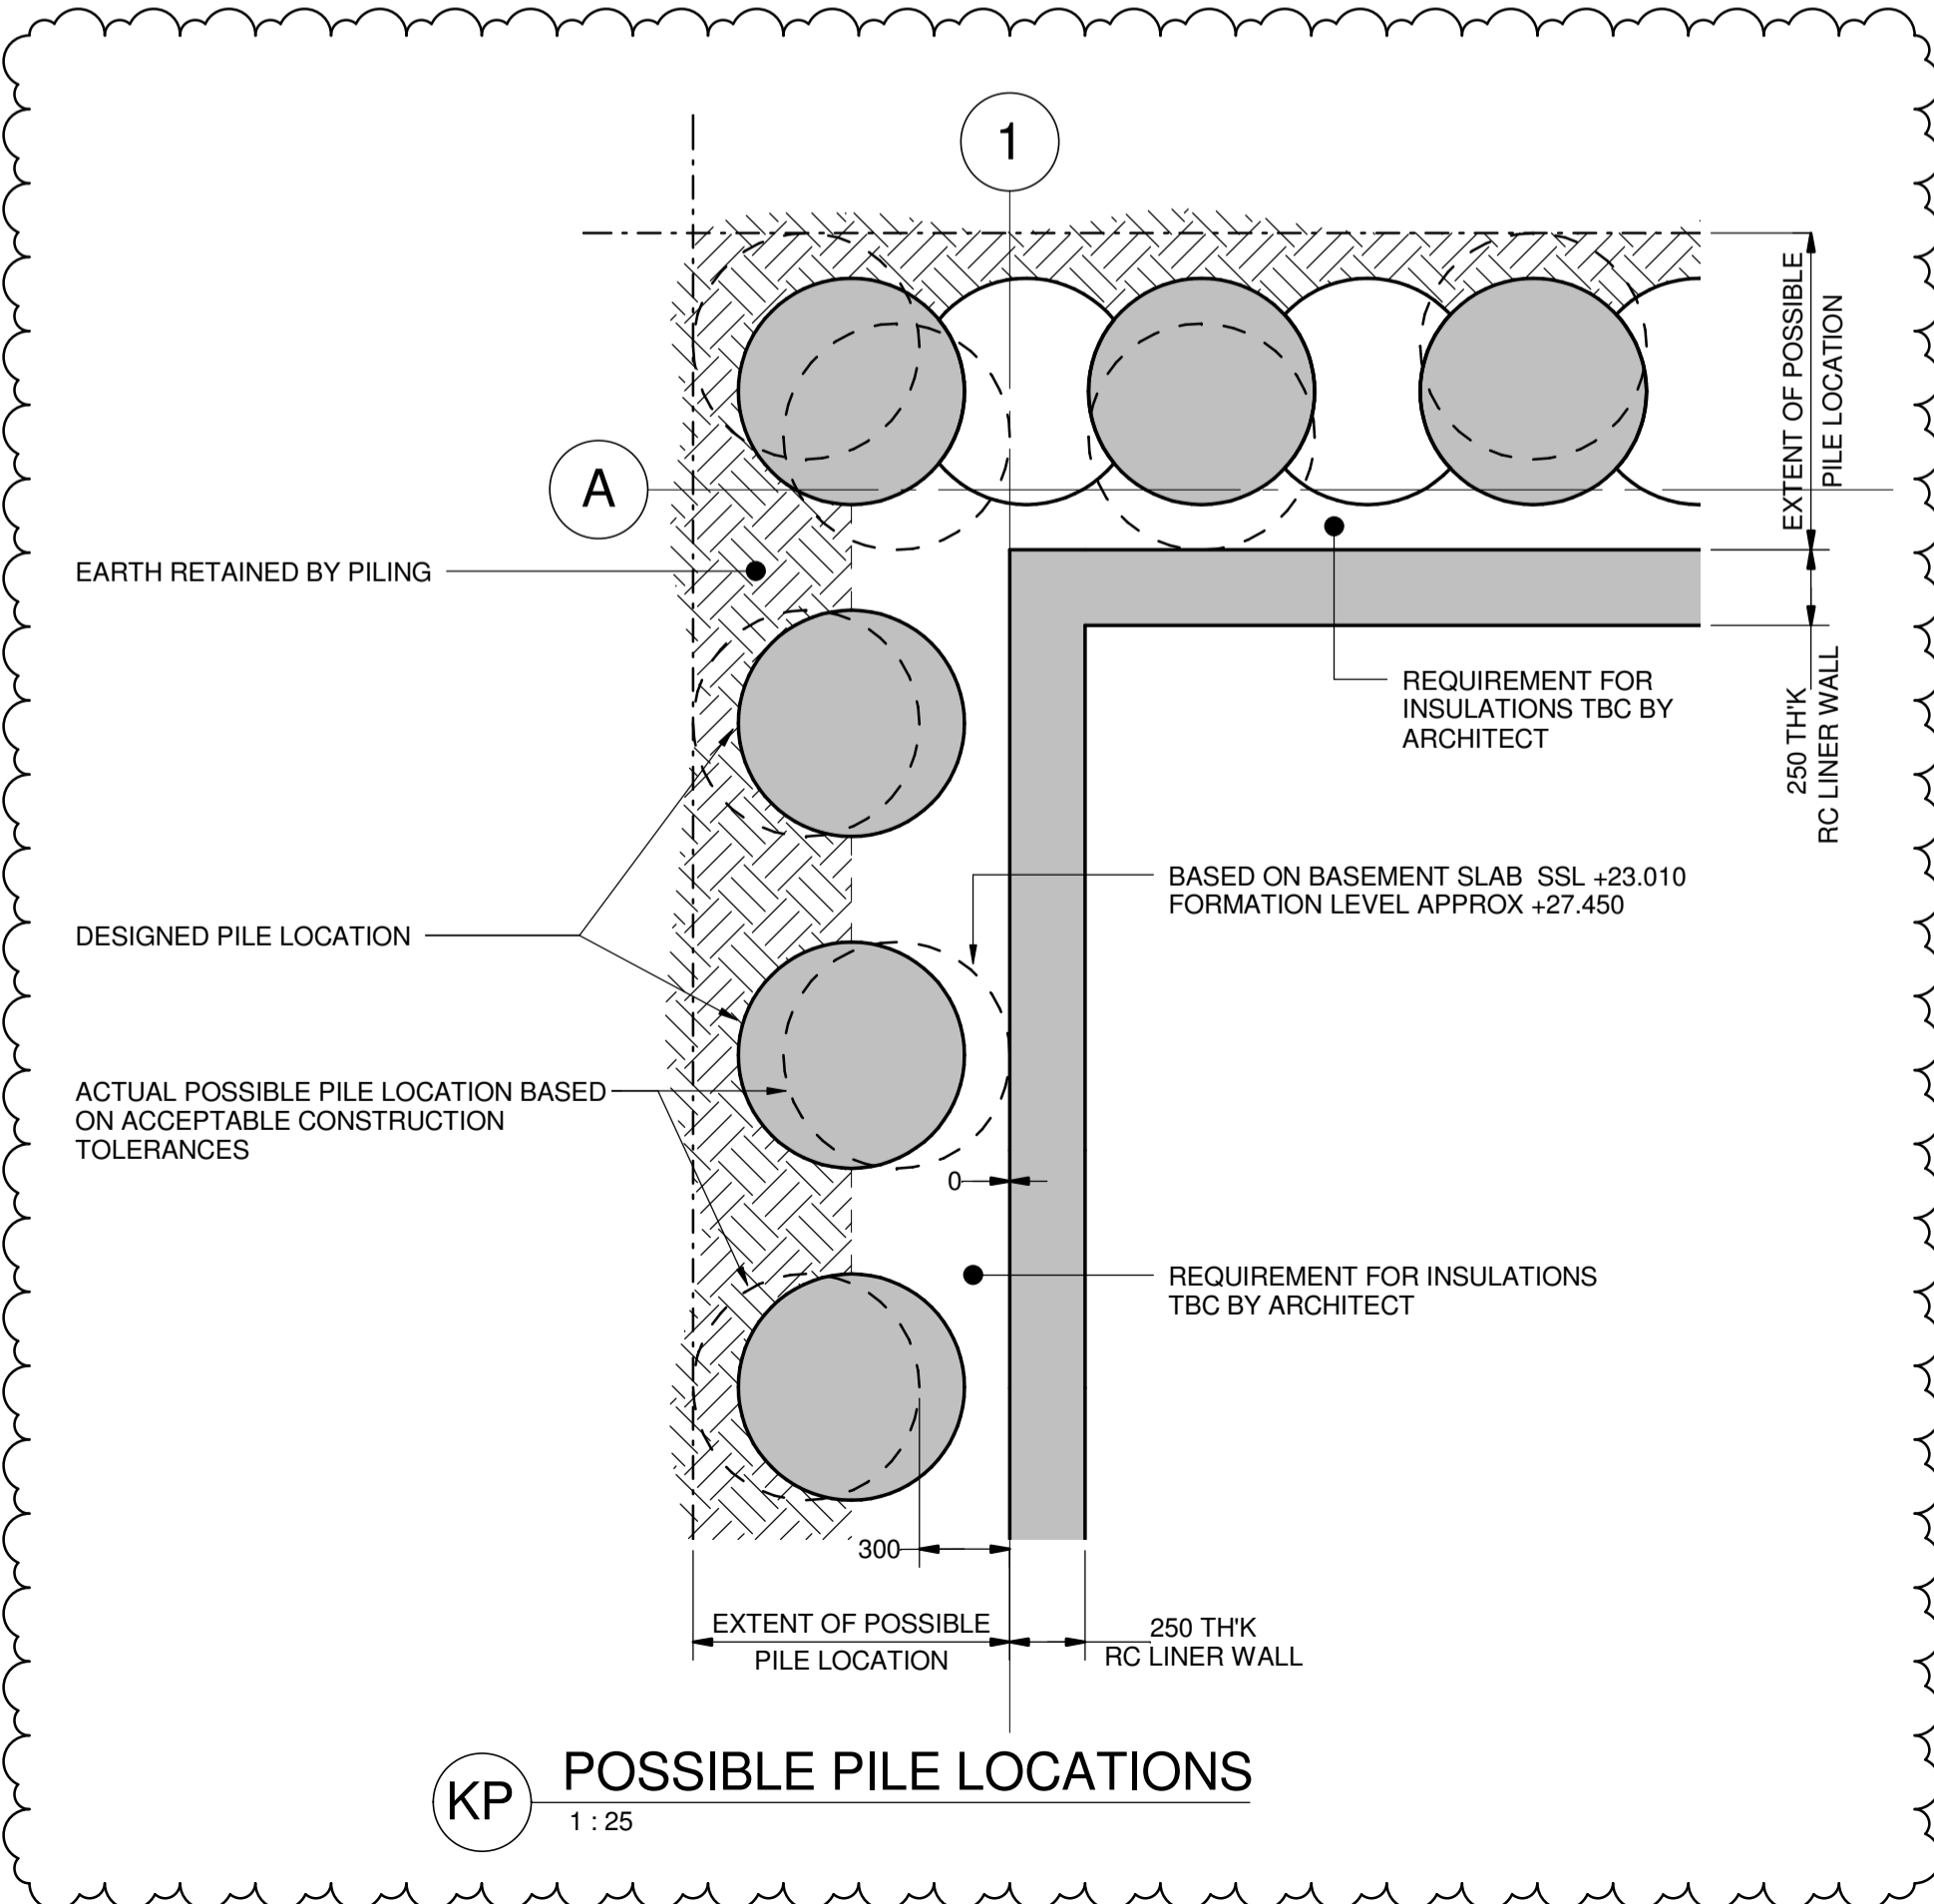 1
EXTENT OF POSSIBLE
PILE LOCATION
A
EARTH RETAINED BY PILING
REQUIREMENT FOR
INSULATIONS TBC BY
ARCHITECT
250 TH'K
RC LINER WALL
BASED ON BASEMENT SLAB  SSL +23.010
FORMATION LEVEL APPROX +27.450
DESIGNED PILE LOCATION
ACTUAL POSSIBLE PILE LOCATION BASED
ON ACCEPTABLE CONSTRUCTION
TOLERANCES
0
REQUIREMENT FOR INSULATIONS
TBC BY ARCHITECT
300
EXTENT OF POSSIBLE
PILE LOCATION
250 TH'K
RC LINER WALL
KP
POSSIBLE PILE LOCATIONS
1 : 25